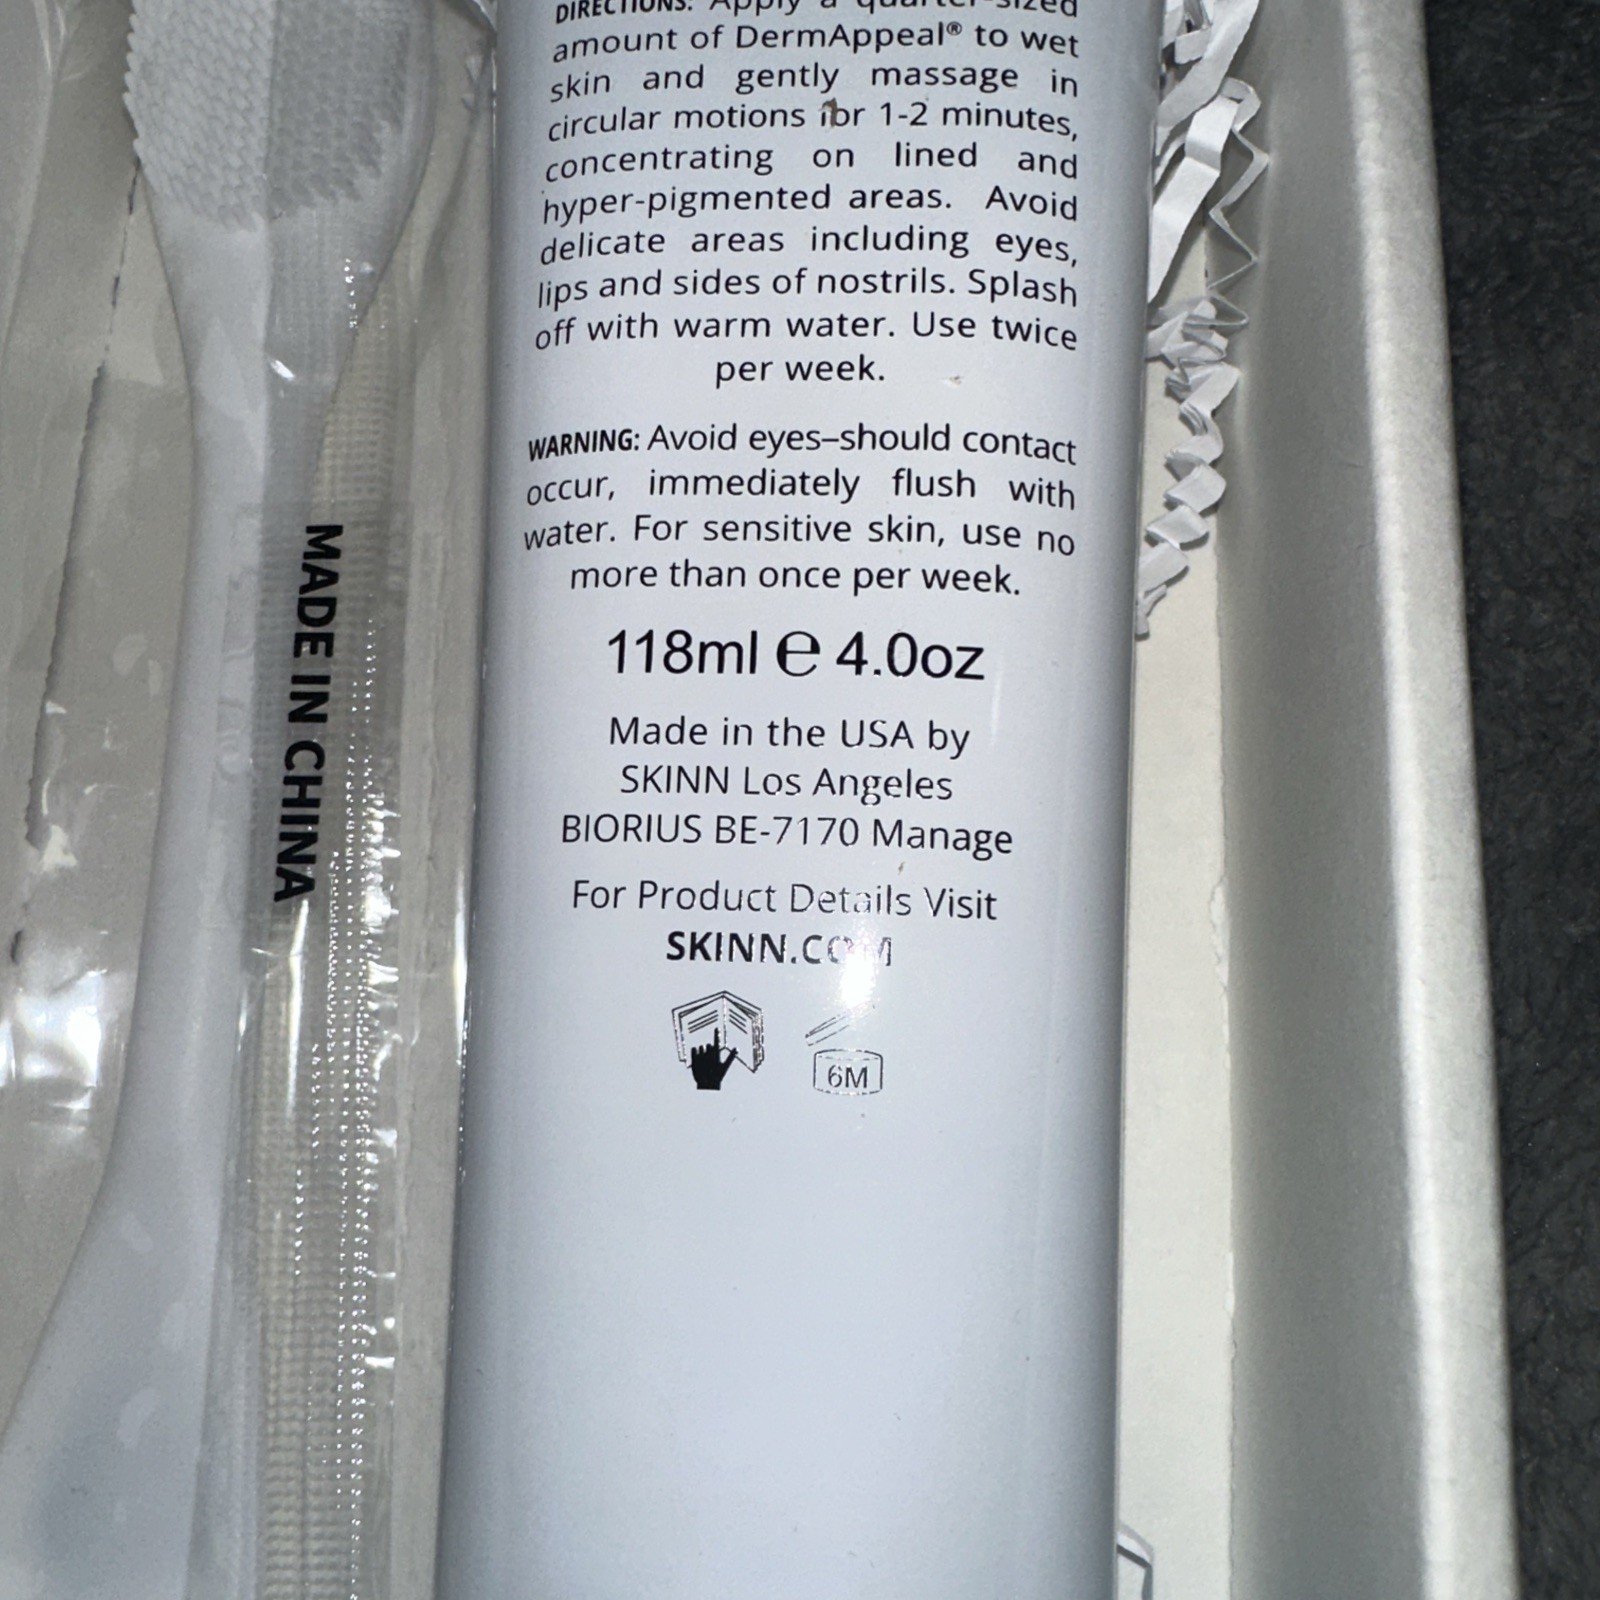 DIRECTIONS: Apply a quarter-sized
amount of DermAppeal® to wet
skin and gently massage in
circular motions for 1-2 minutes,
concentrating on lined and
hyper-pigmented areas. Avoid
delicate areas including eyes,
lips and sides of nostrils. Splash
off with warm water. Use twice
per week.
WARNING: Avoid eyes–should contact
occur, immediately flush with
water. For sensitive skin, use no
more than once per week.
118ml ℮ 4.0oz
Made in the USA by
SKINN Los Angeles
BIORIUS BE-7170 Manage
For Product Details Visit
SKINN.COM
6M
MADE IN CHINA